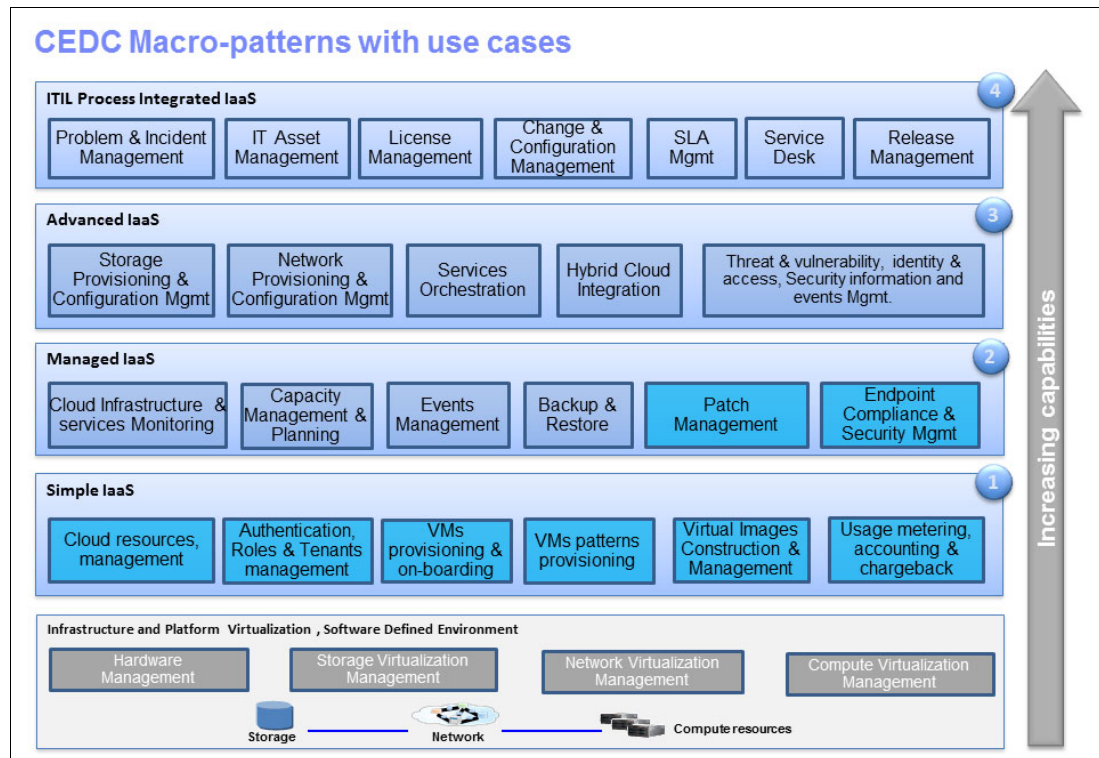 CEDC Macro-patterns with use cases
ITIL Process Integrated IaaS
4
Problem & Incident
Management
IT Asset
Management
License
Management
Change &
Configuration
Management
SLA
Mgmt
Service
Desk
Release
Management
Advanced IaaS
3
Storage
Provisioning &
Configuration Mgmt
Network
Provisioning &
Configuration Mgmt
Services
Orchestration
Hybrid Cloud
Integration
Threat & vulnerability, identity &
access, Security information and
events Mgmt.
Managed IaaS
2
Cloud Infrastructure &
services Monitoring
Capacity
Management &
Planning
Events
Management
Backup &
Restore
Patch
Management
Endpoint
Compliance &
Security Mgmt
Simple IaaS
1
Cloud resources,
management
Authentication,
Roles & Tenants
management
VMs
provisioning &
on-boarding
VMs patterns
provisioning
Virtual Images
Construction &
Management
Usage metering,
accounting &
chargeback
Infrastructure and Platform Virtualization , Software Defined Environment
Hardware
Management
Storage Virtualization
Management
Network Virtualization
Management
Compute Virtualization
Management
Storage
Network
Compute resources
Increasing capabilities